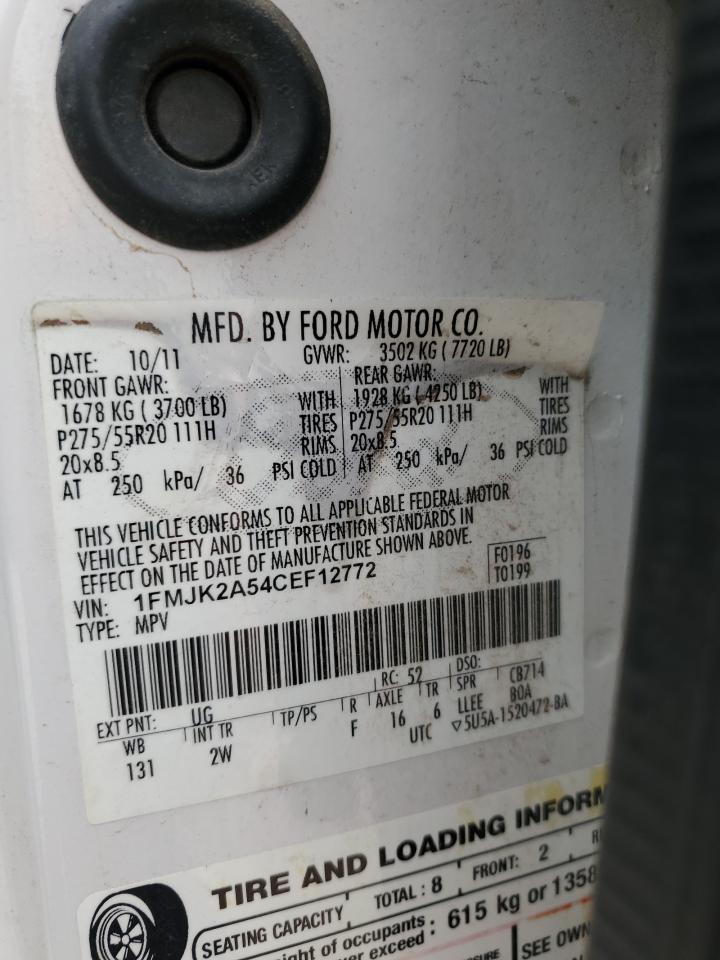 MFD. BY FORD MOTOR CO.
DATE: 10/11 GVWR: 3502 KG ( 7720 LB)
FRONT GAWR: REAR GAWR:
1678 KG ( 3700 LB) WITH 1928 KG ( 4250 LB) WITH
P275/55R20 111H TIRES P275/55R20 111H TIRES
20x8.5 RIMS 20x8.5 RIMS
AT 250 kPa/ 36 PSI COLD AT 250 kPa/ 36 PSI COLD
THIS VEHICLE CONFORMS TO ALL APPLICABLE FEDERAL MOTOR
VEHICLE SAFETY AND THEFT PREVENTION STANDARDS IN
EFFECT ON THE DATE OF MANUFACTURE SHOWN ABOVE.
VIN: 1FMJK2A54CEF12772 F0196
TYPE: MPV T0199
RC: 52 DSO:
EXT PNT: UG CB714
WB INT TR TP/PS R AXLE TR SPR BOA
131 2W F 16 6 LLEE
UTC ▽5U5A-1520472-BA
TIRE AND LOADING
SEATING CAPACITY TOTAL : 8 FRONT: 2
of occupants : 615 kg or 1358
exceed
SEE